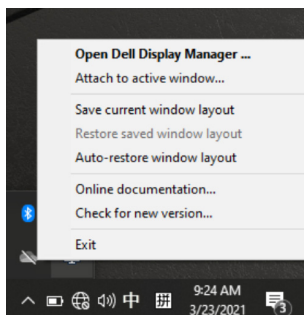 Open Dell Display Manager ...
Attach to active window...
Save current window layout
Restore saved window layout
Auto-restore window layout
Online documentation...
Check for new version...
Exit
中 拼 9:24 AM
3/23/2021 3